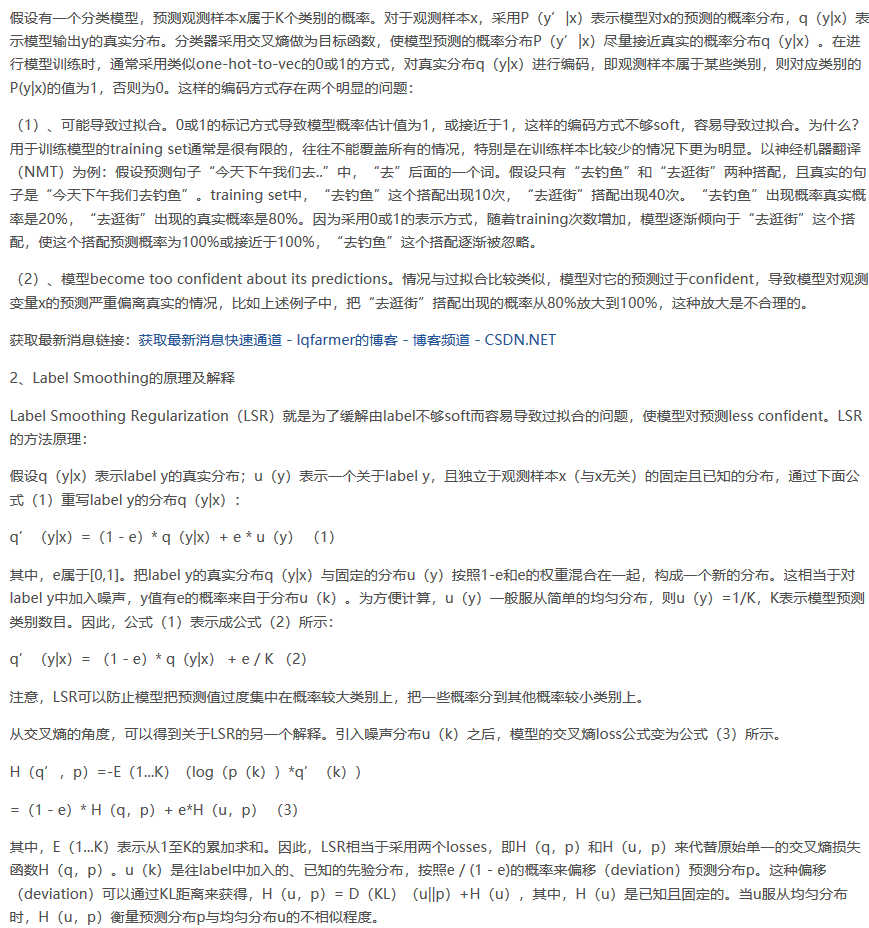 假设有一个分类模型，预测观测样本x属于K个类别的概率。对于观测样本x，采用P（y′|x）表示模型对x的预测的概率分布，q（y|x）表
示模型输出y的真实分布。分类器采用交叉熵做为目标函数，使模型预测的概率分布P（y′|x）尽量接近真实的概率分布q（y|x）。在进
行模型训练时，通常采用类似one-hot-to-vec的0或1的方式，对真实分布q（y|x）进行编码，即观测样本属于某些类别，则对应类别的
P(y|x)的值为1，否则为0。这样的编码方式存在两个明显的问题：
（1）、可能导致过拟合。0或1的标记方式导致模型概率估计值为1，或接近于1，这样的编码方式不够soft，容易导致过拟合。为什么？
用于训练模型的training set通常是很有限的，往往不能覆盖所有的情况，特别是在训练样本比较少的情况下更为明显。以神经机器翻译
（NMT）为例：假设预测句子“今天下午我们去..”中，“去”后面的一个词。假设只有“去钓鱼”和“去逛街”两种搭配，且真实的句
子是“今天下午我们去钓鱼”。training set中，“去钓鱼”这个搭配出现10次，“去逛街”搭配出现40次。“去钓鱼”出现概率真实概
率是20%，“去逛街”出现的真实概率是80%。因为采用0或1的表示方式，随着training次数增加，模型逐渐倾向于“去逛街”这个搭
配，使这个搭配预测概率为100%或接近于100%，“去钓鱼”这个搭配逐渐被忽略。
（2）、模型become too confident about its predictions。情况与过拟合比较类似，模型对它的预测过于confident，导致模型对观测
变量x的预测严重偏离真实的情况，比如上述例子中，把“去逛街”搭配出现的概率从80%放大到100%，这种放大是不合理的。
获取最新消息链接：获取最新消息快速通道 - lqfarmer的博客 - 博客频道 - CSDN.NET
2、Label Smoothing的原理及解释
Label Smoothing Regularization（LSR）就是为了缓解由label不够soft而容易导致过拟合的问题，使模型对预测less confident。LSR
的方法原理：
假设q（y|x）表示label y的真实分布；u（y）表示一个关于label y，且独立于观测样本x（与x无关）的固定且已知的分布，通过下面公
式（1）重写label y的分布q（y|x）：
q′（y|x）=（1 - e）* q（y|x）+ e * u（y）（1）
其中，e属于[0,1]。把label y的真实分布q（y|x）与固定的分布u（y）按照1-e和e的权重混合在一起，构成一个新的分布。这相当于对
label y中加入噪声，y值有e的概率来自于分布u（k）。为方便计算，u（y）一般服从简单的均匀分布，则u（y）=1/K，K表示模型预测
类别数目。因此，公式（1）表示成公式（2）所示：
q′（y|x）= （1 - e）* q（y|x） + e / K （2）
注意，LSR可以防止模型把预测值过度集中在概率较大类别上，把一些概率分到其他概率较小类别上。
从交叉熵的角度，可以得到关于LSR的另一个解释。引入噪声分布u（k）之后，模型的交叉熵loss公式变为公式（3）所示。
H（q′，p）=-E（1...K）（log（p（k））*q′（k））
=（1 - e）* H（q，p）+ e*H（u，p）（3）
其中，E（1...K）表示从1至K的累加求和。因此，LSR相当于采用两个losses，即H（q，p）和H（u，p）来代替原始单一的交叉熵损失
函数H（q，p）。u（k）是往label中加入的、已知的先验分布，按照e / (1 - e)的概率来偏移（deviation）预测分布p。这种偏移
（deviation）可以通过KL距离来获得，H（u，p）= D（KL）（u||p）+H（u），其中，H（u）是已知且固定的。当u服从均匀分布
时，H（u，p）衡量预测分布p与均匀分布u的不相似程度。